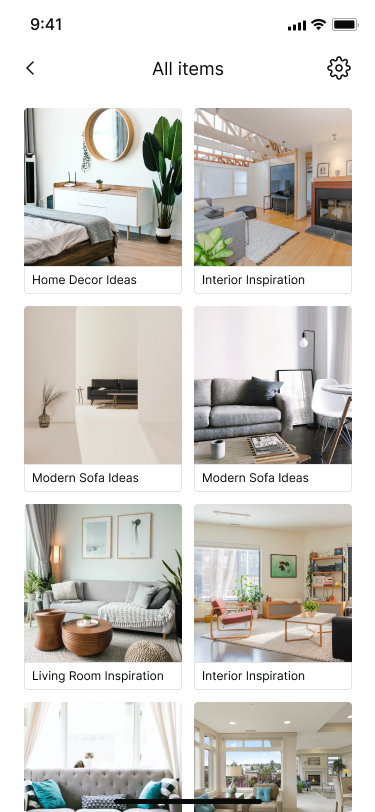 9:41
All items
Home Decor Ideas
Interior Inspiration
Modern Sofa Ideas
Modern Sofa Ideas
Living Room Inspiration
Interior Inspiration